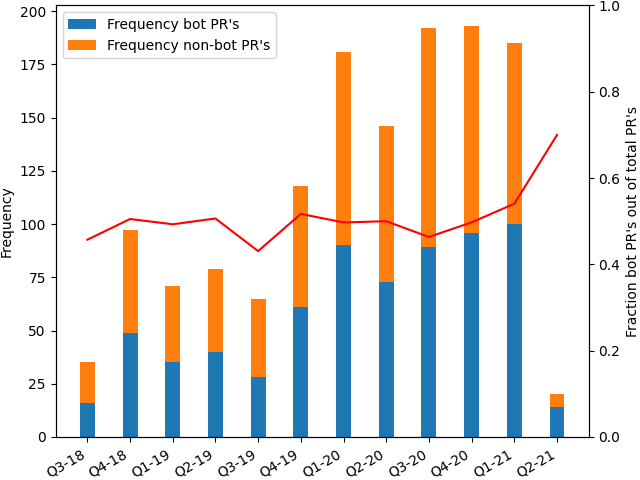 Frequency bot PR's
Frequency non-bot PR's
200
175
150
125
100
75
50
25
0
Frequency
1.0
0.8
0.6
0.4
0.2
0.0
Fraction bot PR's out of total PR's
Q3-18
Q4-18
Q1-19
Q2-19
Q3-19
Q4-19
Q1-20
Q2-20
Q3-20
Q4-20
Q1-21
Q2-21